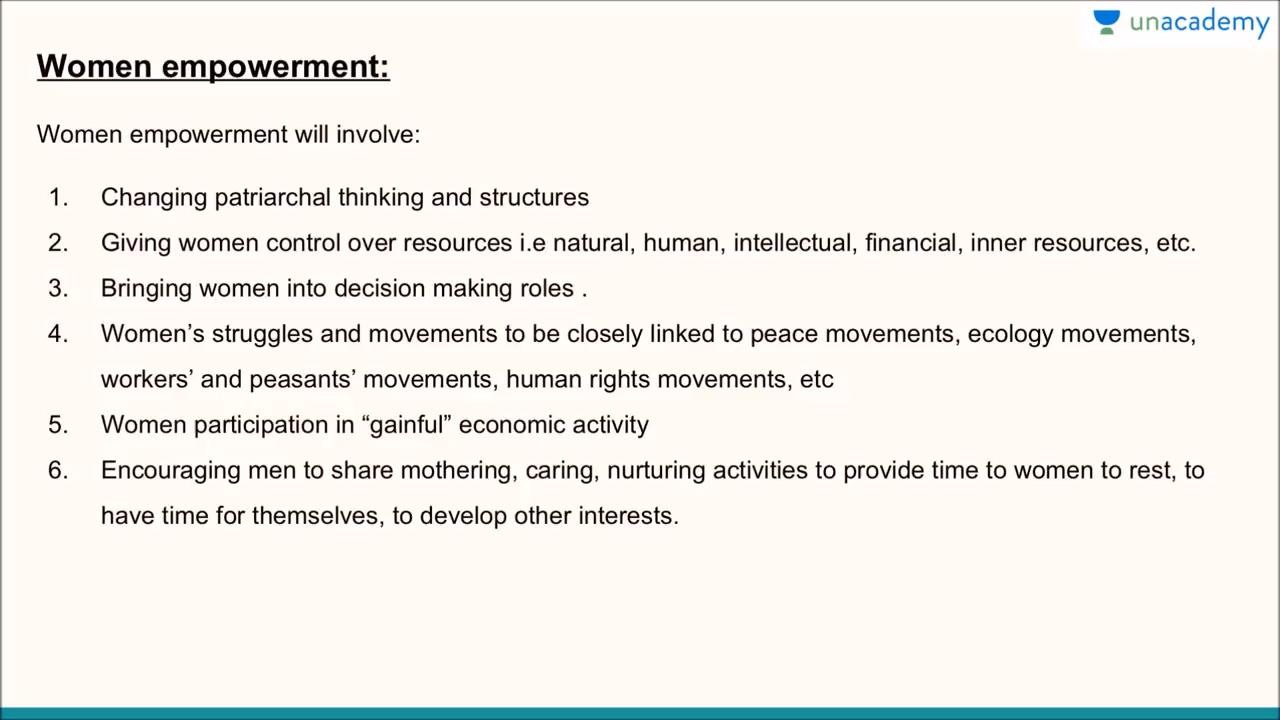 unacademy
Women empowerment:
Women empowerment will involve:
1. Changing patriarchal thinking and structures
2. Giving women control over resources i.e natural, human, intellectual, financial, inner resources, etc.
3. Bringing women into decision making roles .
4. Women’s struggles and movements to be closely linked to peace movements, ecology movements,
workers’ and peasants’ movements, human rights movements, etc
5. Women participation in “gainful” economic activity
6. Encouraging men to share mothering, caring, nurturing activities to provide time to women to rest, to
have time for themselves, to develop other interests.